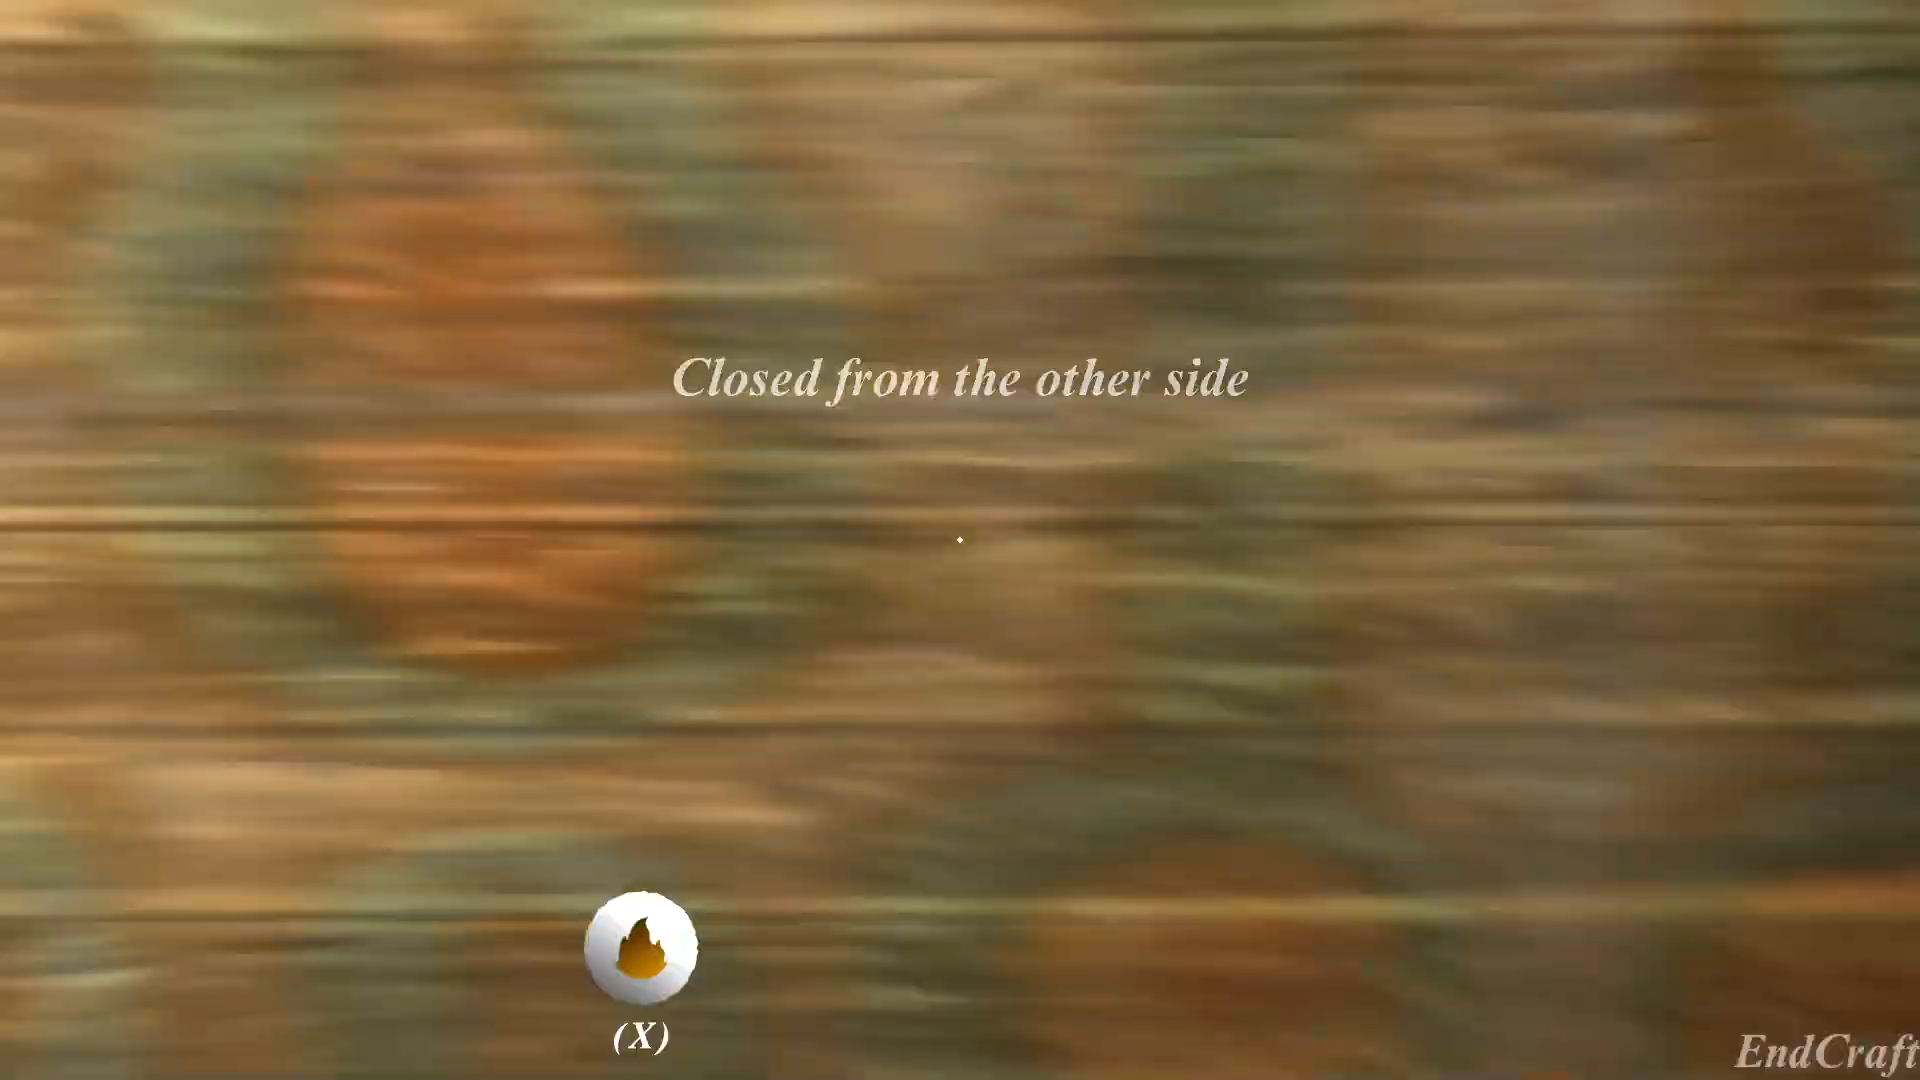 Closed from the other side
(X)
EndCraft